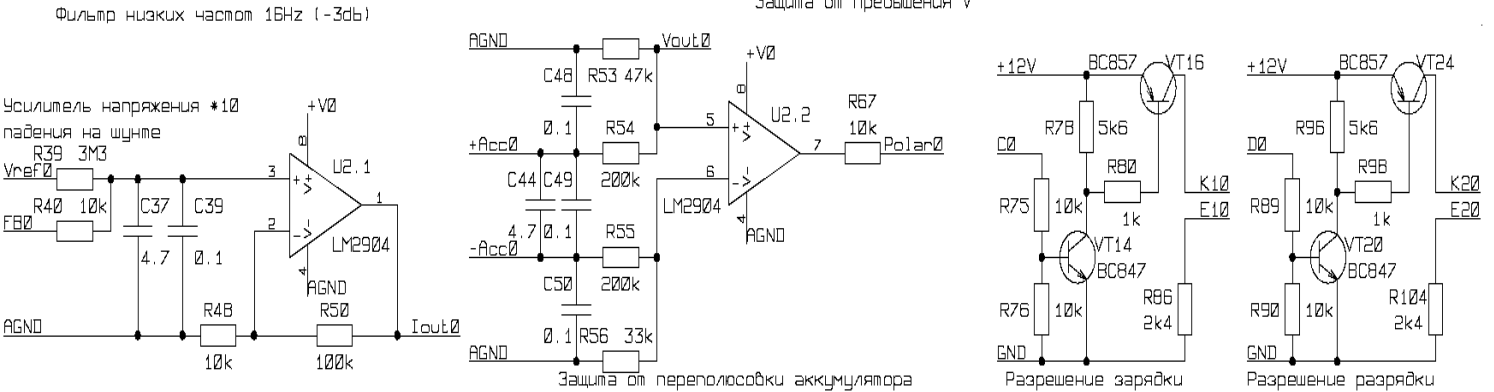 Фильтр низких частот 16Hz (-3db)
Усилитель напряжения *10
падения на шунте
R39 3M3
Vref0
R40 10k
FB0
C37
4.7
C39
0.1
+V0
8
3
2
1
U2.1
LM2904
4
AGND
AGND
R48
10k
R50
100k
Iout0
Защита от превышения V
AGND
Vout0
C48
R53 47k
0.1
R54
+Acc0
200k
C44
C49
4.7
0.1
R55
-Acc0
200k
C50
0.1
R56 33k
AGND
+V0
8
5
6
7
U2.2
LM2904
4
AGND
R67
10k
Polar0
Защита от переполюсовки аккумулятора
+12V
BC857
VT16
R78
5k6
C0
R80
1k
K10
E10
R75
10k
VT14
BC847
R76
10k
R86
2k4
GND
Разрешение зарядки
+12V
BC857
VT24
R96
5k6
D0
R98
1k
K20
E20
R89
10k
VT20
BC847
R90
10k
R104
2k4
GND
Разрешение разрядки